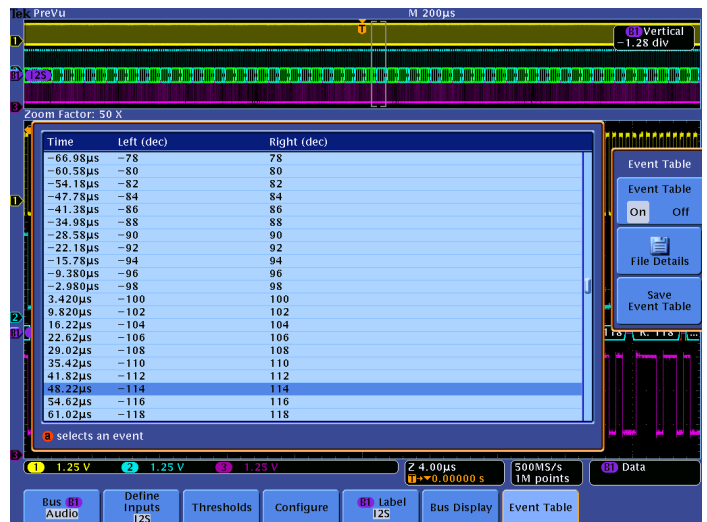 Tek PreVu M 200µs
T
B1 Vertical
−1.28 div
1
B1 I2S
3
Zoom Factor: 50 X
Time Left (dec) Right (dec)
−66.98µs −78 78
−60.58µs −80 80
−54.18µs −82 82
−47.78µs −84 84
−41.38µs −86 86
−34.98µs −88 88
−28.58µs −90 90
−22.18µs −92 92
−15.78µs −94 94
−9.380µs −96 96
−2.980µs −98 98
3.420µs −100 100
9.820µs −102 102
16.22µs −104 104
22.62µs −106 106
29.02µs −108 108
35.42µs −110 110
41.82µs −112 112
48.22µs −114 114
54.62µs −116 116
61.02µs −118 118
a selects an event
Event Table
Event Table
On Off
File Details
Save
Event Table
1
2
B1
3
1 1.25 V 2 1.25 V 3 1.25 V
Z 4.00µs
T→▼0.00000 s
500MS/s
1M points
B1 Data
Bus B1
Audio
Define
Inputs
I2S
Thresholds
Configure
B1 Label
I2S
Bus Display
Event Table